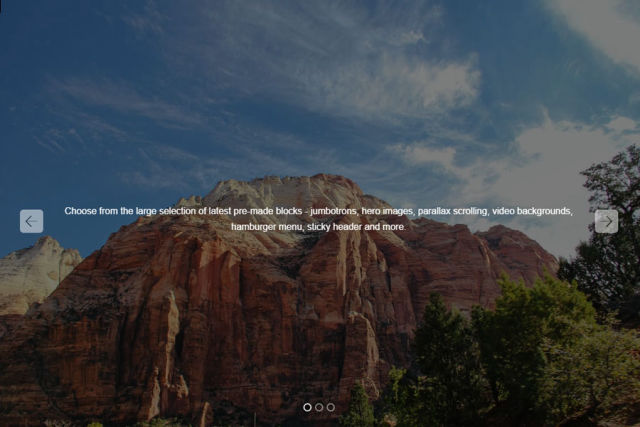 Choose from the large selection of latest pre-made blocks - jumbotrons, hero images, parallax scrolling, video backgrounds,
hamburger menu, sticky header and more.